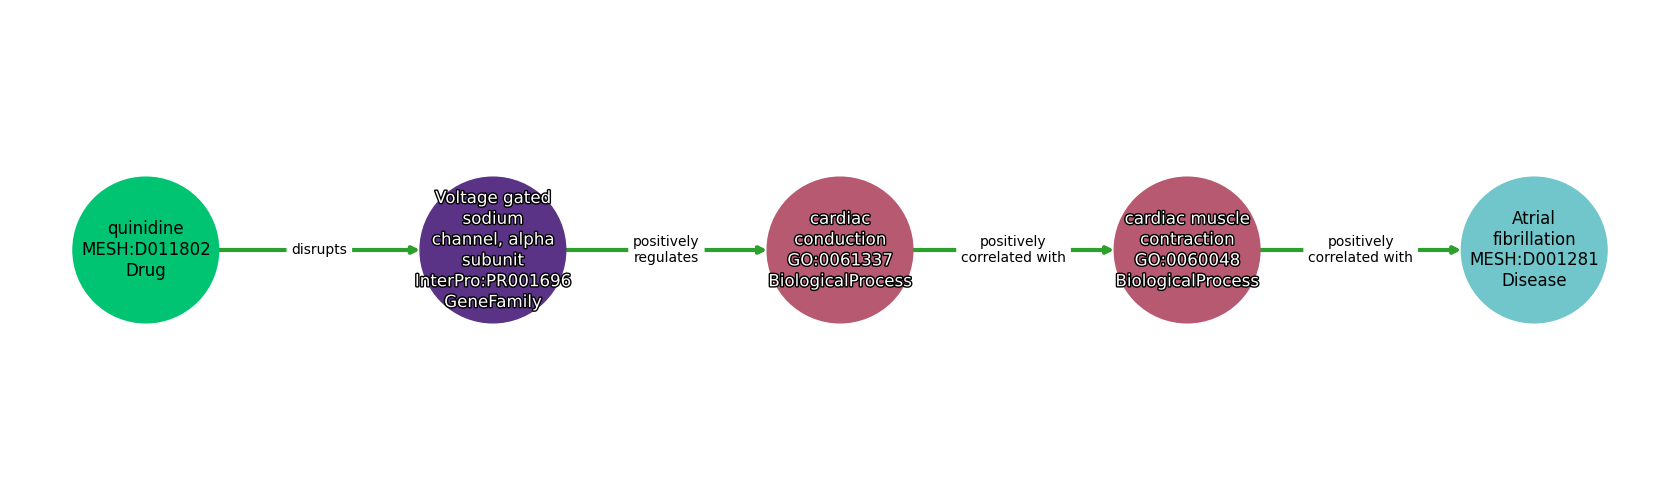 quinidine
MESH:D011802
Drug
disrupts
Voltage gated
sodium
channel, alpha
subunit
InterPro:PR001696
GeneFamily
positively
regulates
cardiac
conduction
GO:0061337
BiologicalProcess
positively
correlated with
cardiac muscle
contraction
GO:0060048
BiologicalProcess
positively
correlated with
Atrial
fibrillation
MESH:D001281
Disease